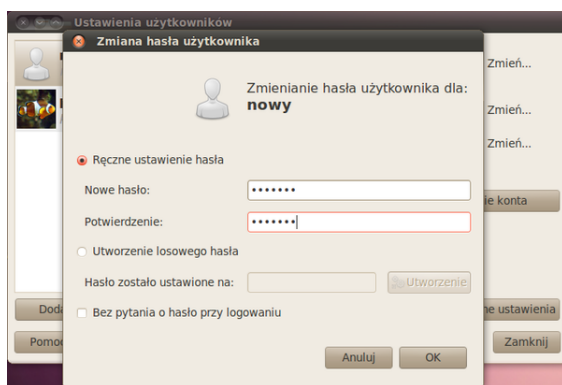 Ustawienia użytkowników
Zmiana hasła użytkownika
Zmień...
Zmienianie hasła użytkownika dla:
nowy
Zmień...
Zmień...
Ręczne ustawienie hasła
Nowe hasło: •••••••
ie konta
Potwierdzenie: •••••••
Utworzenie losowego hasła
Hasło zostało ustawione na: Utworzenie
Doda
ne ustawienia
Bez pytania o hasło przy logowaniu
Pomoc
Zamknij
Anuluj OK